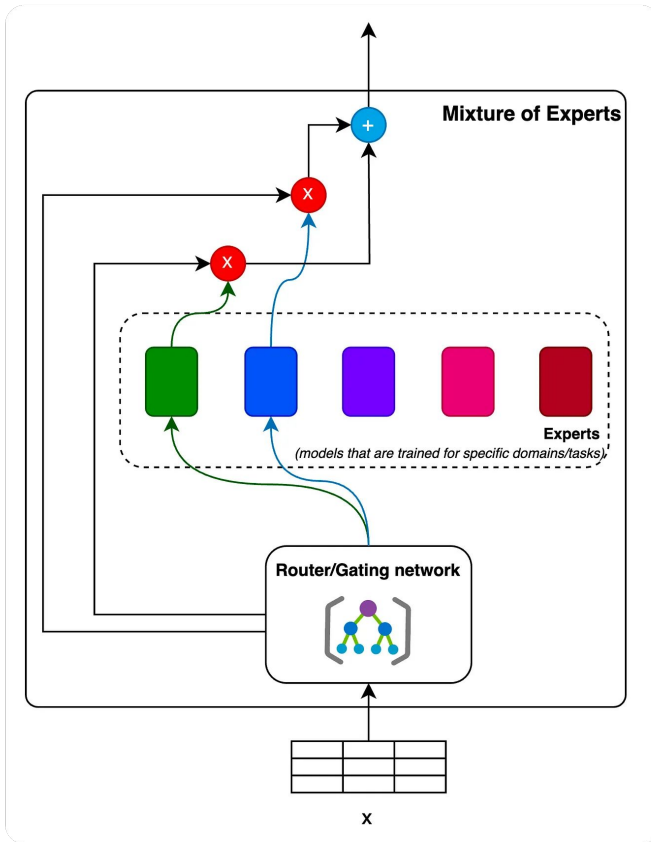 Mixture of Experts
+
X
X
Experts
(models that are trained for specific domains/tasks)
Router/Gating network
X